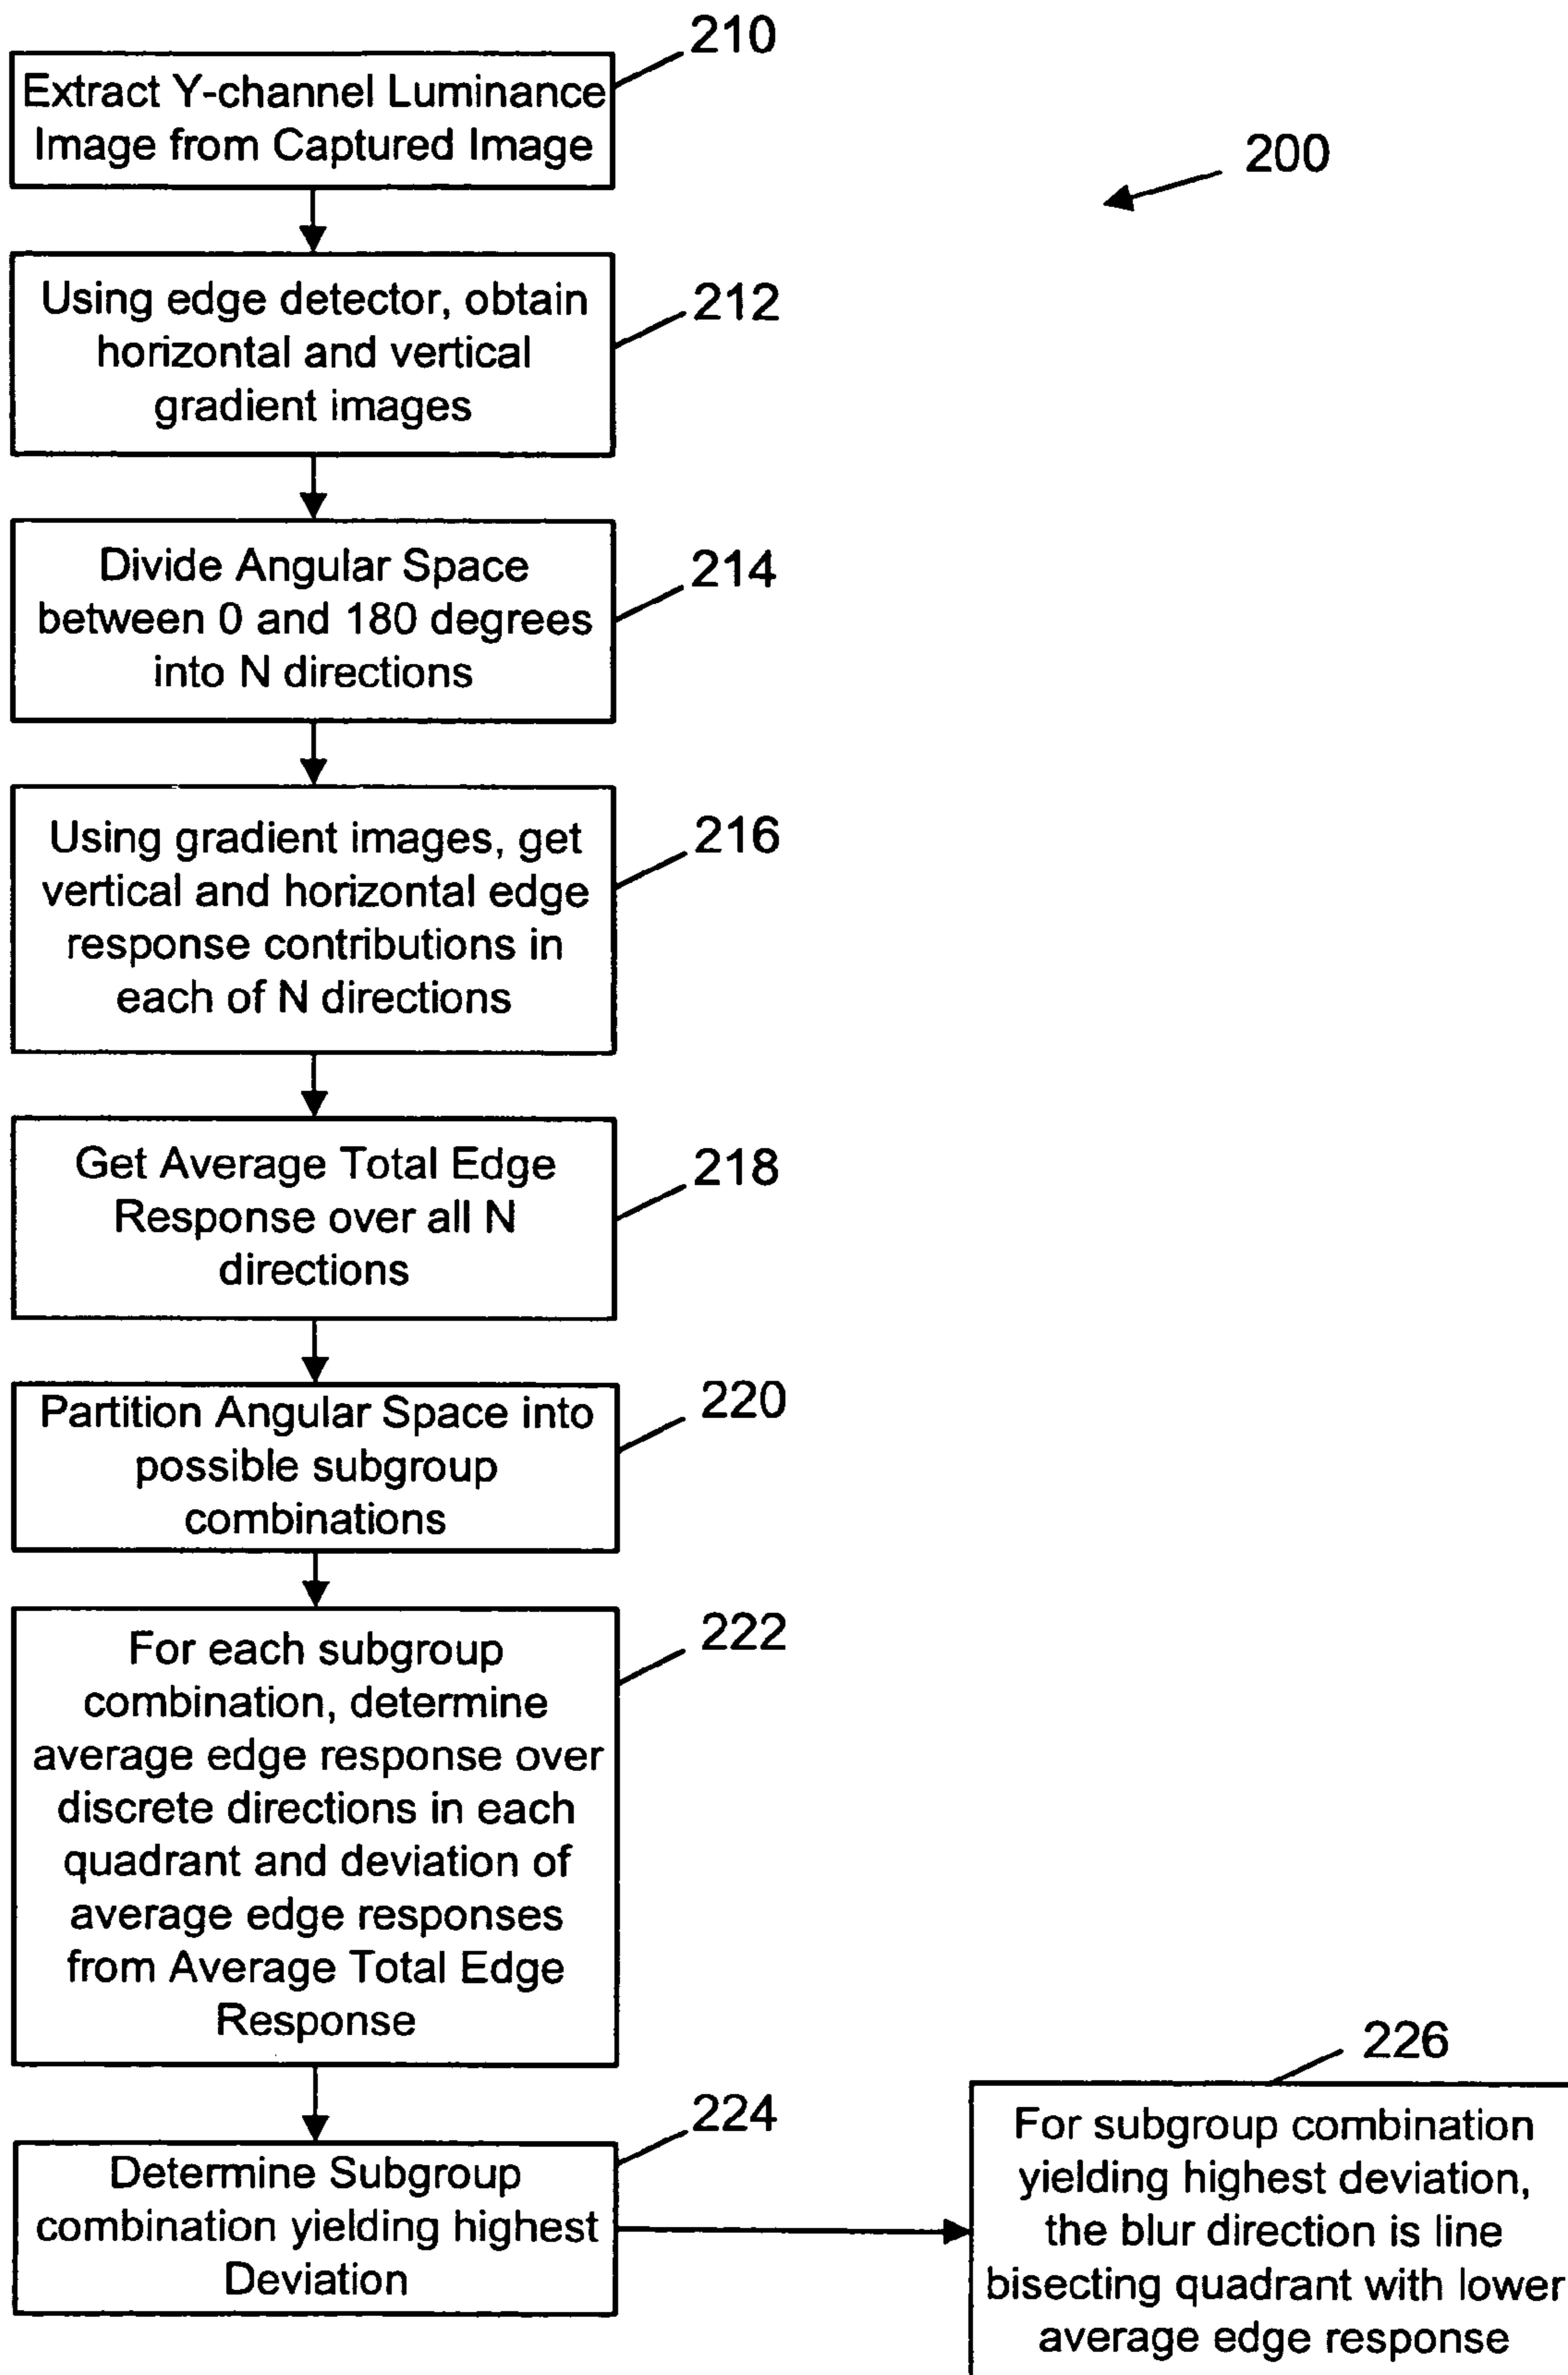 210
Extract Y-channel Luminance
Image from Captured Image
200
Using edge detector, obtain
horizontal and vertical
gradient images
212
Divide Angular Space
between 0 and 180 degrees
into N directions
214
Using gradient images, get
vertical and horizontal edge
response contributions in
each of N directions
216
Get Average Total Edge
Response over all N
directions
218
Partition Angular Space into
possible subgroup
combinations
220
For each subgroup
combination, determine
average edge response over
discrete directions in each
quadrant and deviation of
average edge responses
from Average Total Edge
Response
222
Determine Subgroup
combination yielding highest
Deviation
224
226
For subgroup combination
yielding highest deviation,
the blur direction is line
bisecting quadrant with lower
average edge response